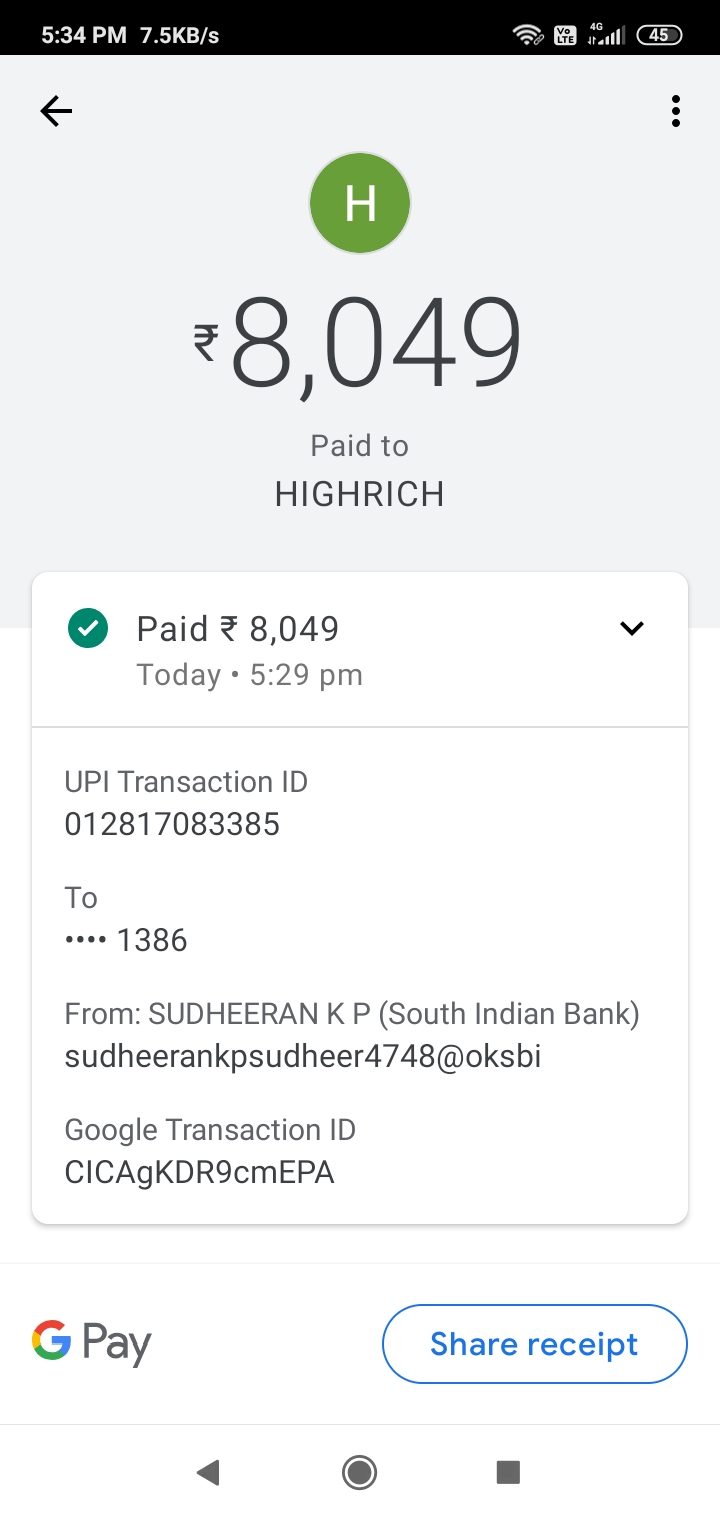 5:34 PM 7.5KB/s Vo LTE 4G 45
H
₹8,049
Paid to
HIGHRICH
Paid ₹ 8,049
Today • 5:29 pm
UPI Transaction ID
012817083385
To
•••• 1386
From: SUDHEERAN K P (South Indian Bank)
sudheerankpsudheer4748@oksbi
Google Transaction ID
CICAgKDR9cmEPA
G Pay Share receipt